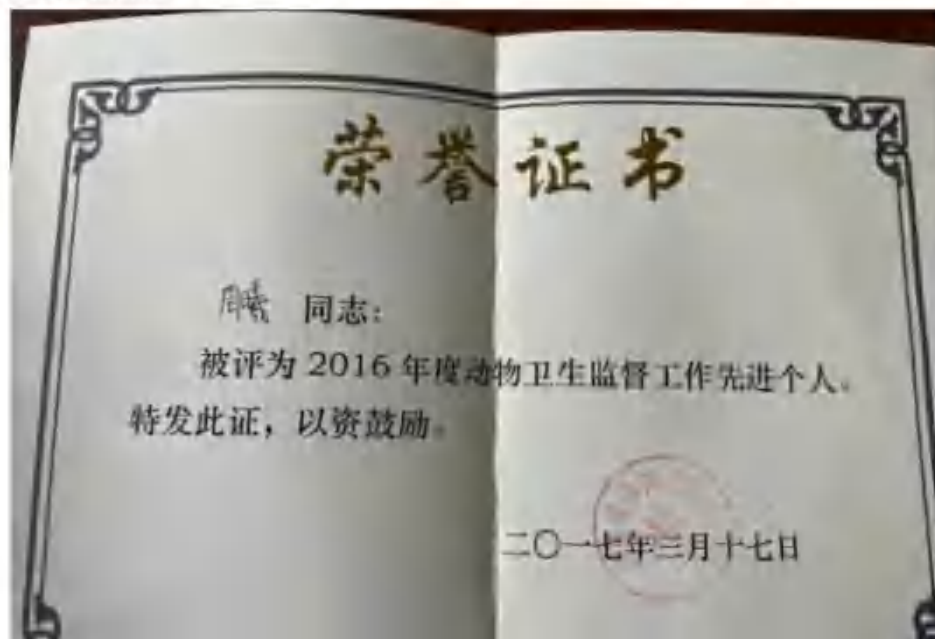 荣誉证书
周曦 同志:
被评为 2016 年度动物卫生监督工作先进个人。
特发此证，以资鼓励。
二〇一七年三月十七日